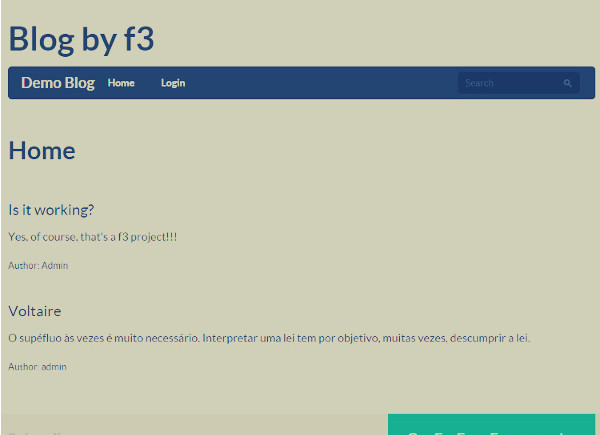 Blog by f3
Demo Blog Home Login Search
Home
Is it working?
Yes, of course, that's a f3 project!!!
Author: Admin
Voltaire
O supéfluo às vezes é muito necessário. Interpretar uma lei tem por objetivo, muitas vezes, descumprir a lei.
Author: admin